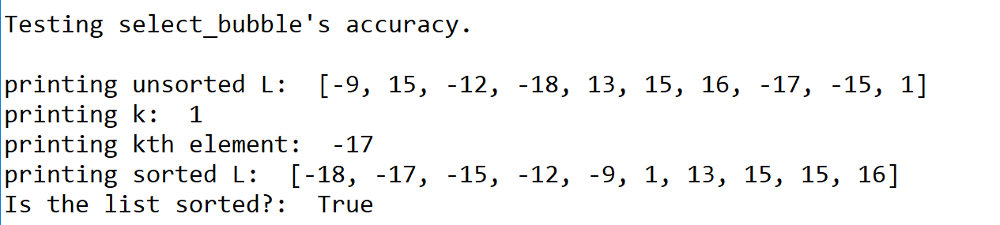 Testing select_bubble's accuracy.
printing unsorted L:  [-9, 15, -12, -18, 13, 15, 16, -17, -15, 1]
printing k:  1
printing kth element:  -17
printing sorted L:  [-18, -17, -15, -12, -9, 1, 13, 15, 15, 16]
Is the list sorted?:  True